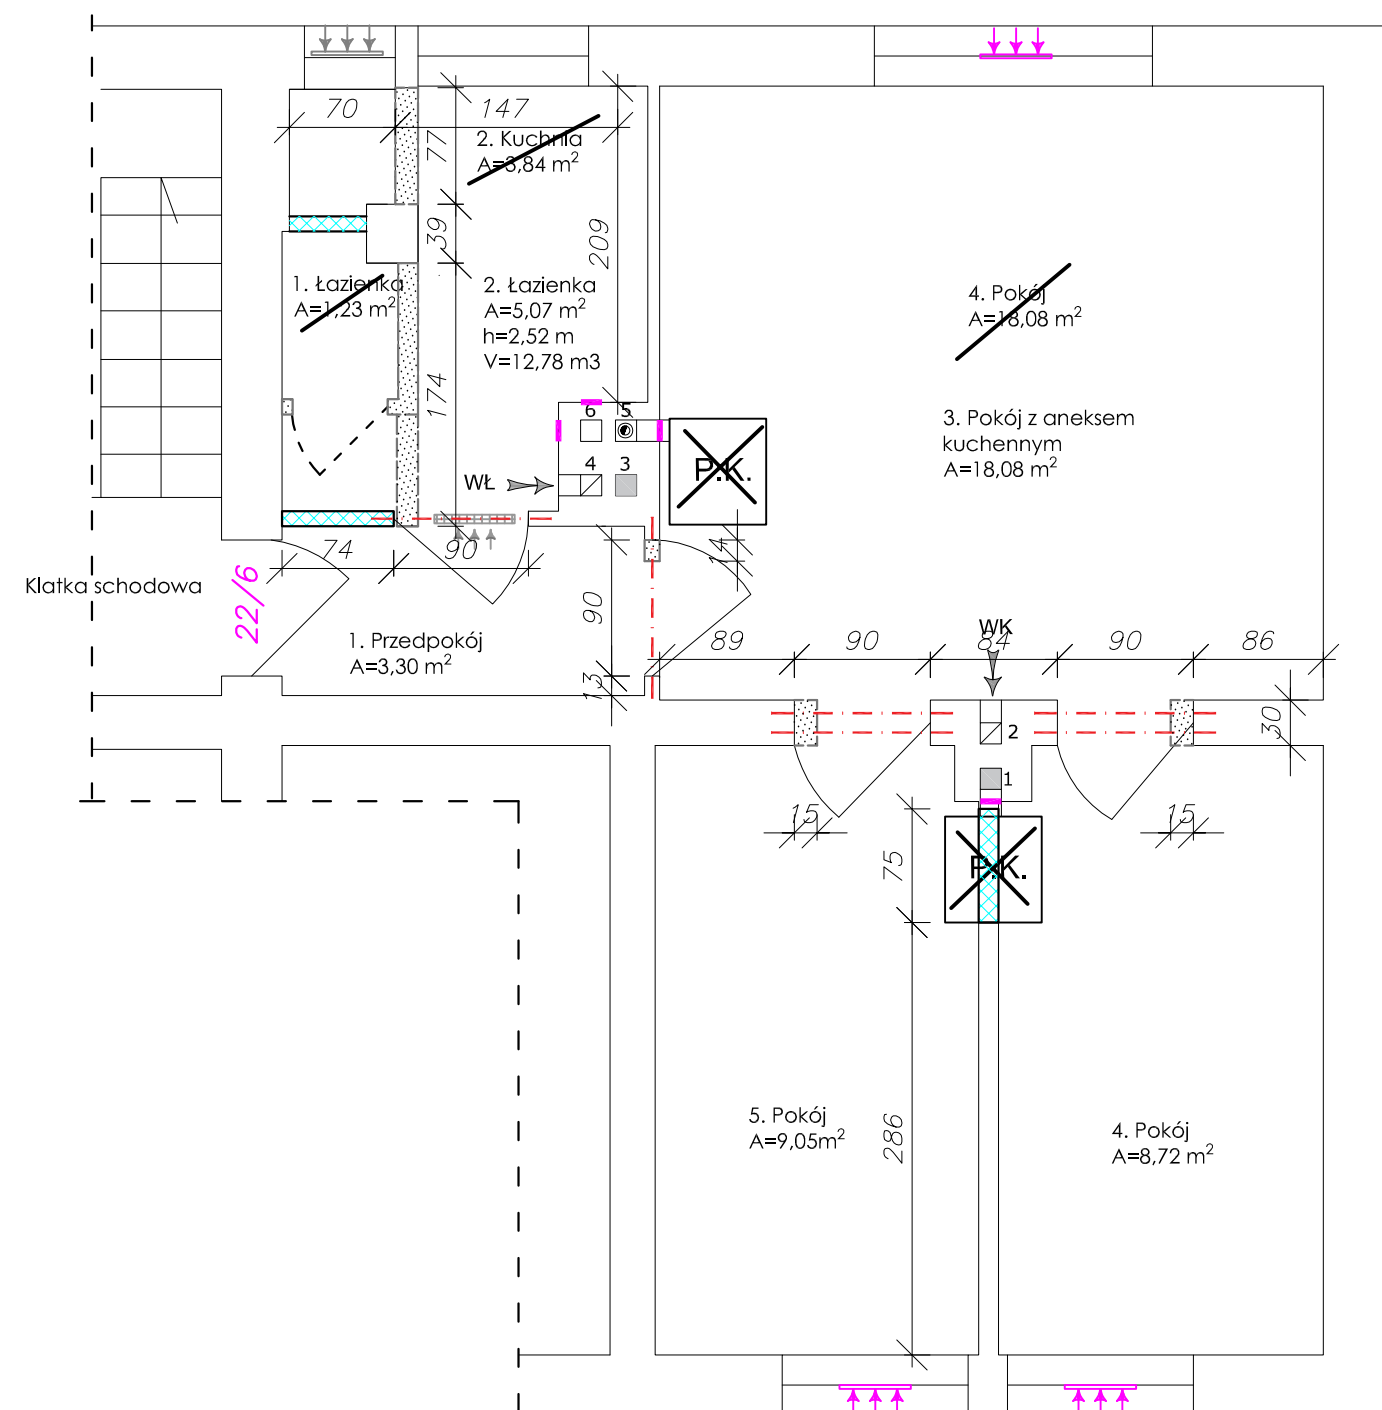 70
147
2. Kuchnia
A=3,84 m²
77
39
209
1. Łazienka
A=1,23 m²
2. Łazienka
A=5,07 m²
h=2,52 m
V=12,78 m3
4. Pokój
A=18,08 m²
174
6
5
3. Pokój z aneksem
kuchennym
A=18,08 m²
P.K.
4
3
WŁ
74
90
14
Klatka schodowa
22/6
90
1. Przedpokój
A=3,30 m²
13
89
90
WK
84
90
86
30
2
1
15
15
75
P.K.
5. Pokój
A=9,05m²
286
4. Pokój
A=8,72 m²